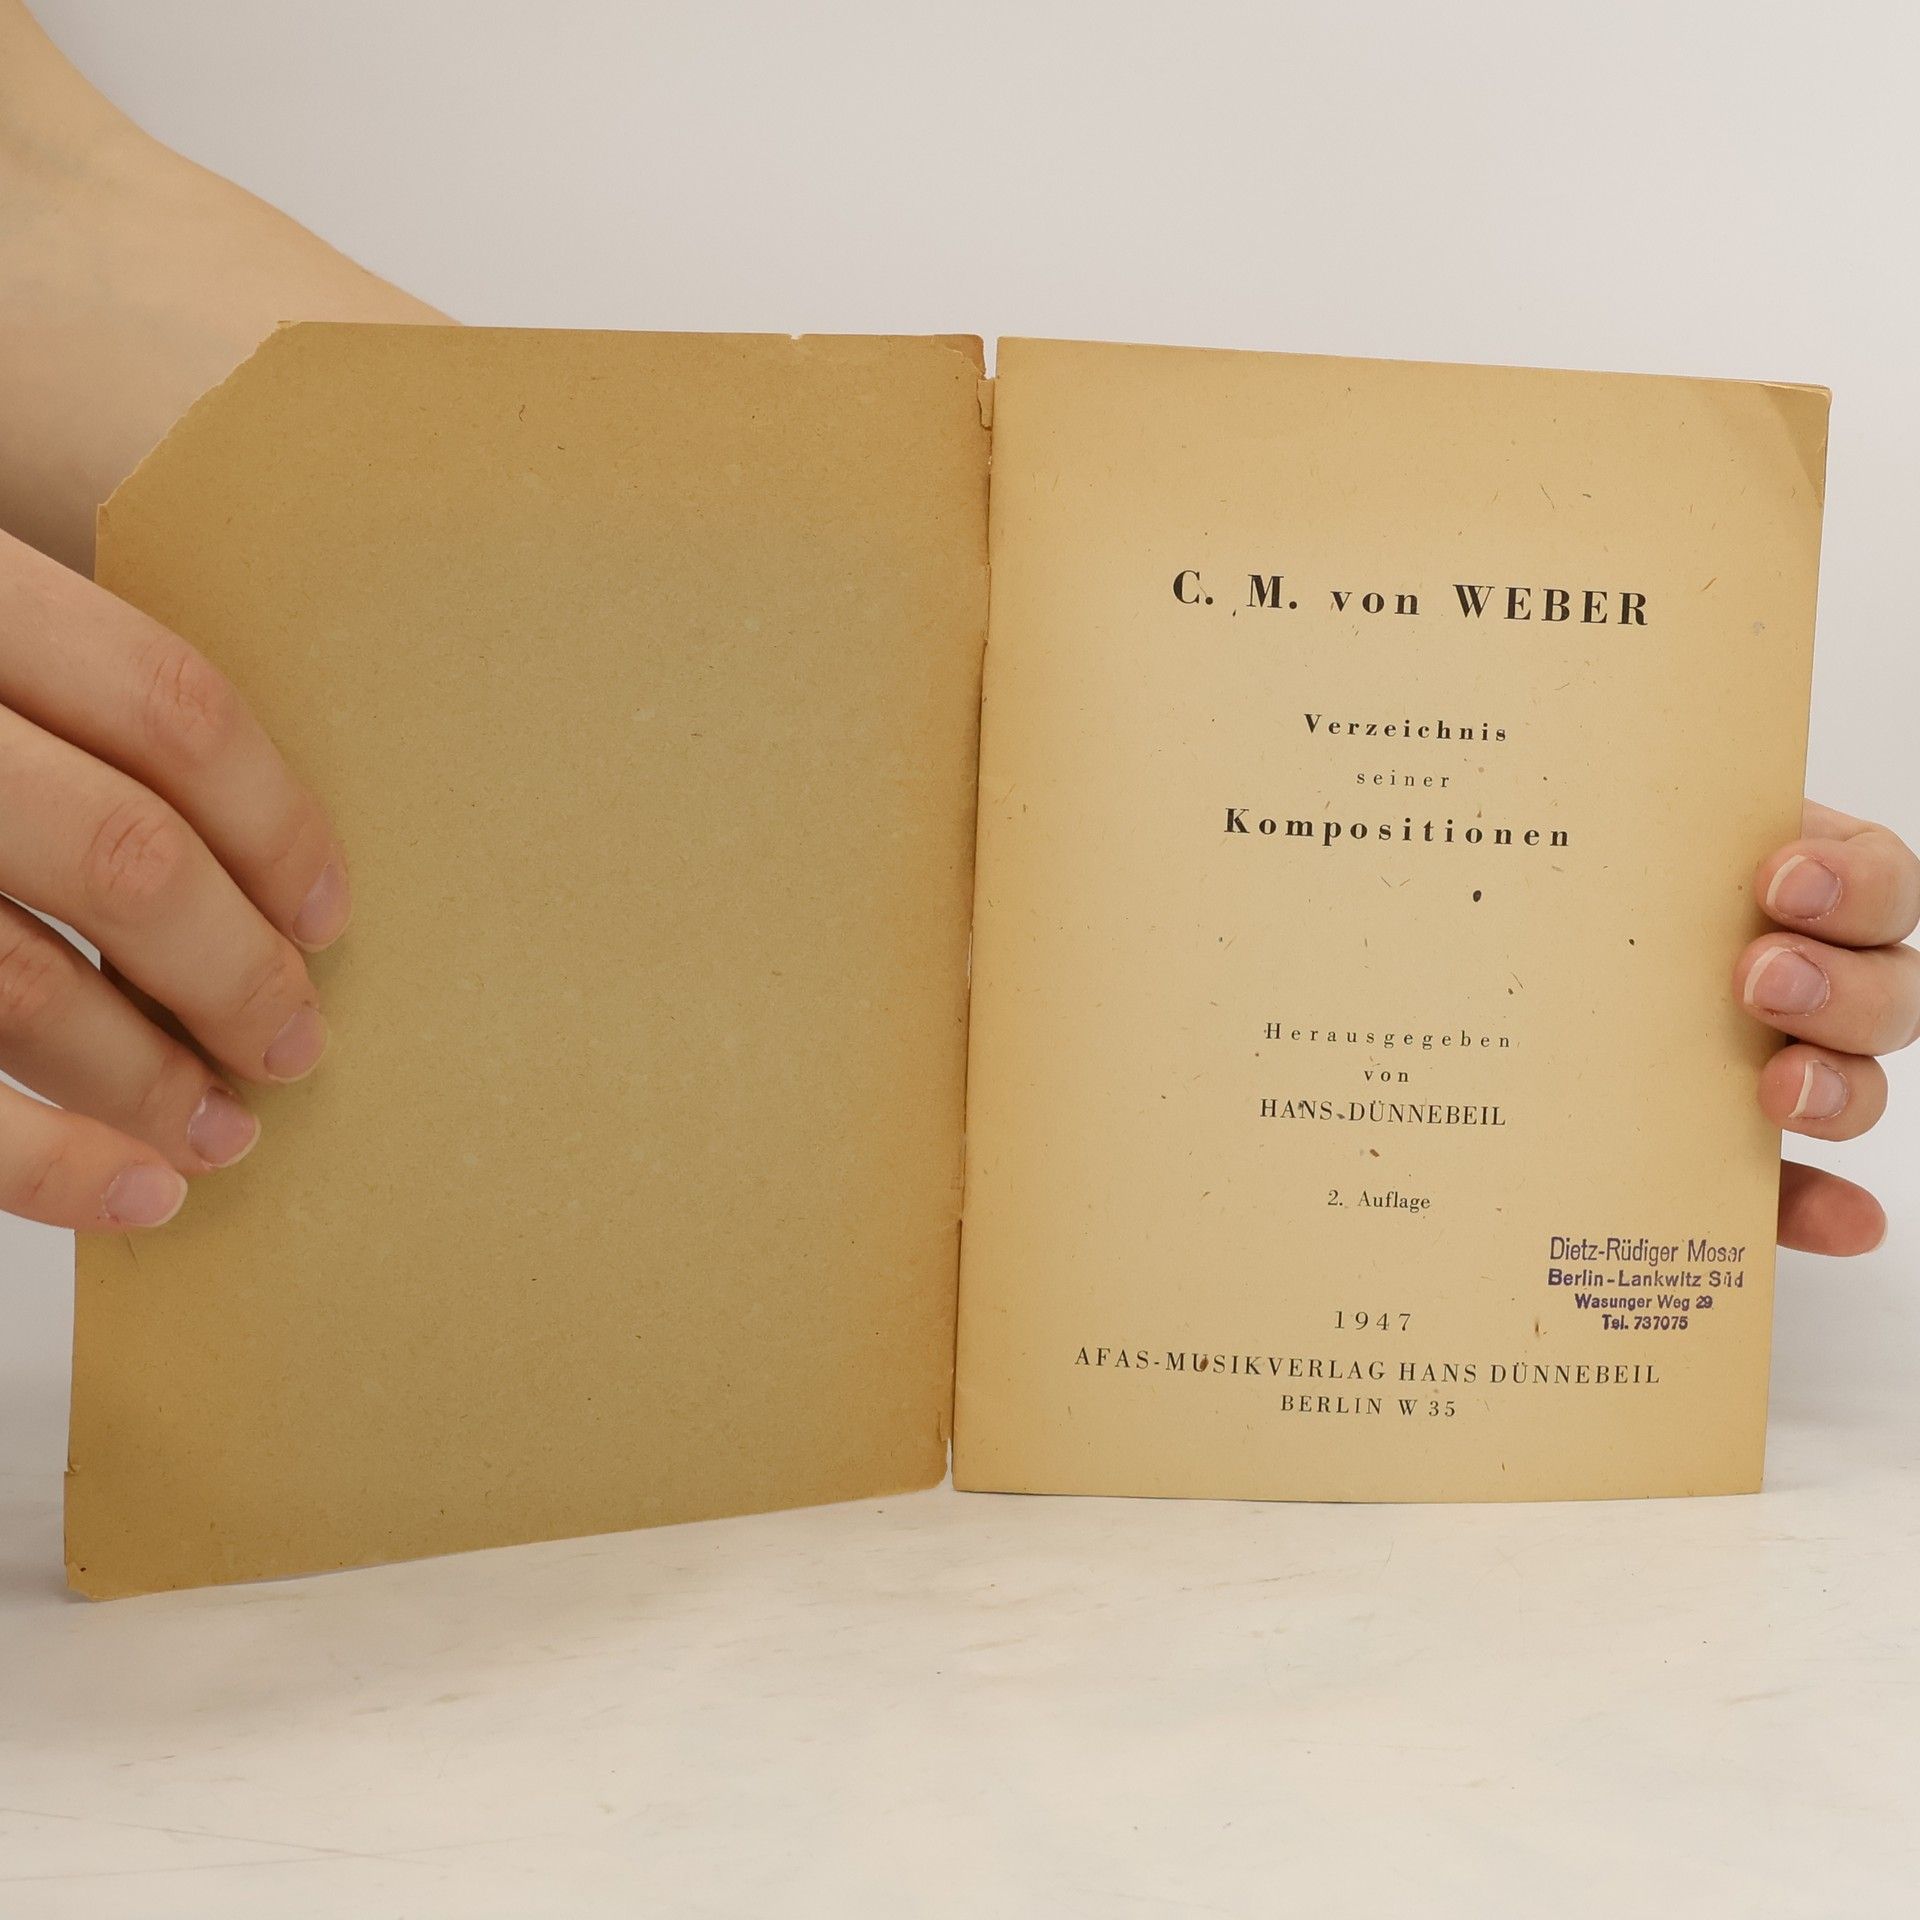 C. M. von WEBER
Verzeichnis
seiner
Kompositionen
Herausgegeben
von
HANS DÜNNEBEIL
2. Auflage
Dietz-Rüdiger Moser
Berlin-Lankwitz Süd
Wasunger Weg 29
Tel. 737075
1947
AFAS-MUSIKVERLAG HANS DÜNNEBEIL
BERLIN W 35